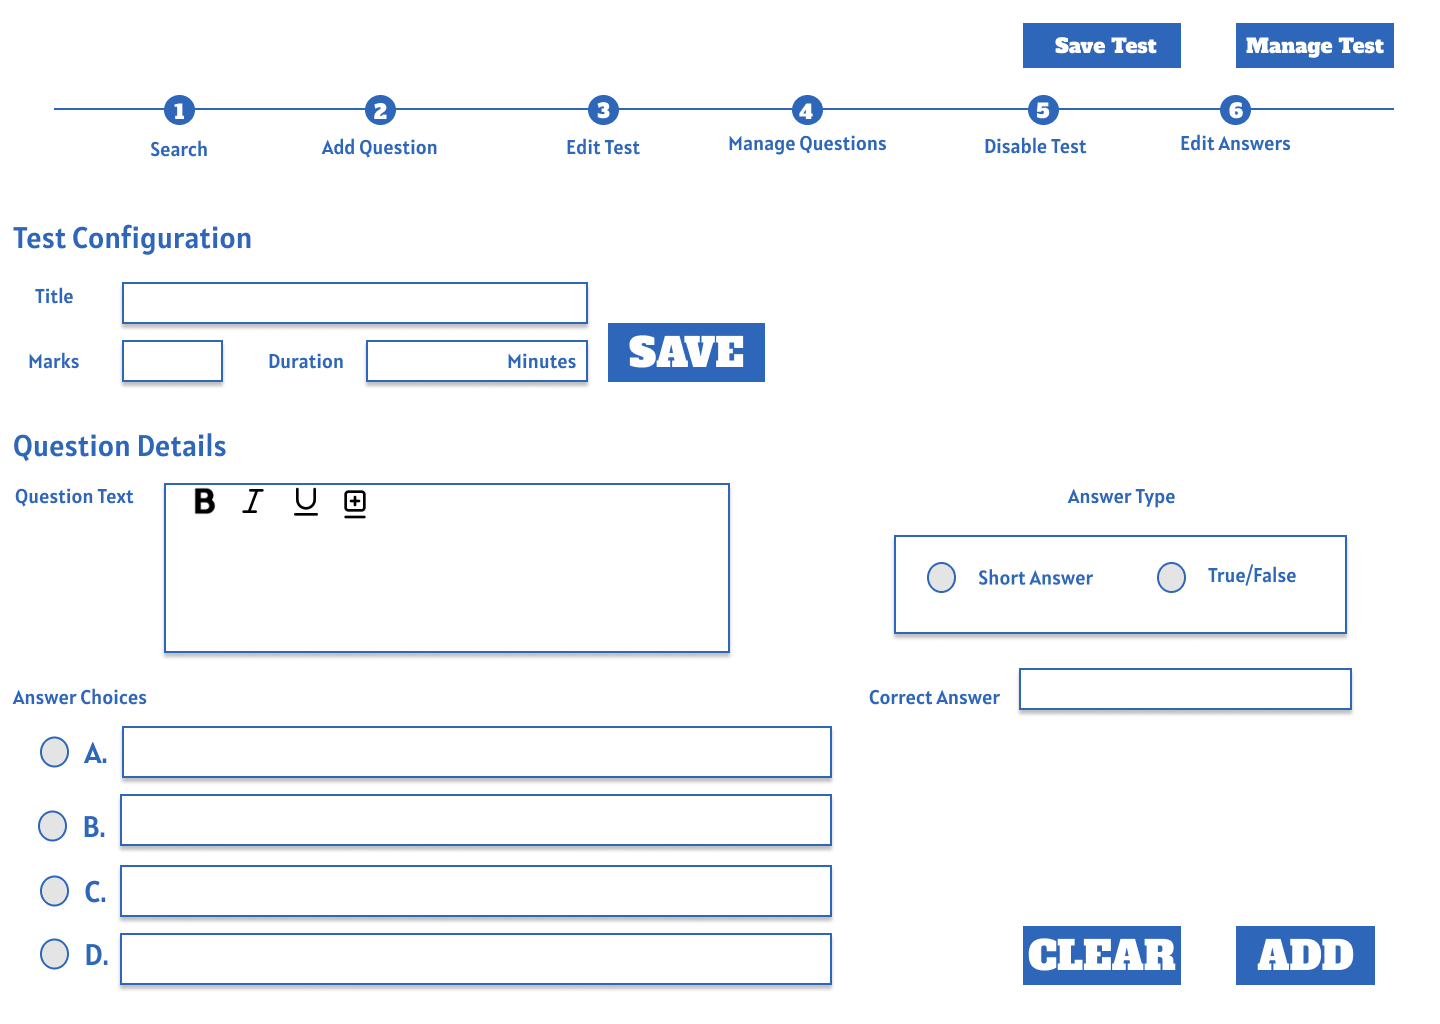 Save Test
Manage Test
1 2 3 4 5 6
Search Add Question Edit Test Manage Questions Disable Test Edit Answers
Test Configuration
Title
Marks Duration Minutes
SAVE
Question Details
Question Text B I U
Answer Type
Short Answer True/False
Answer Choices
Correct Answer
A.
B.
C.
D.
CLEAR ADD